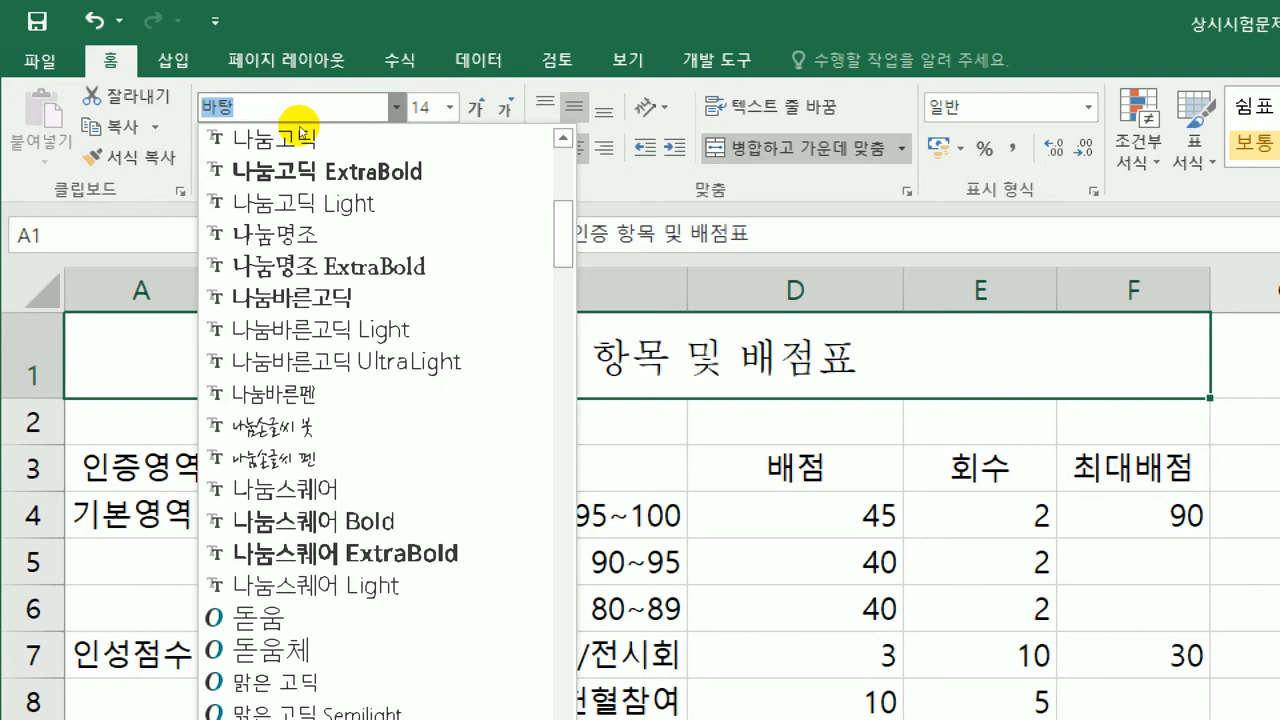 상시시험문제
파일 홈 삽입 페이지 레이아웃 수식 데이터 검토 보기 개발 도구 수행할 작업을 알려 주세요.
붙여넣기
잘라내기
복사
서식 복사
클립보드
바탕 14 가 가
텍스트 줄 바꿈
병합하고 가운데 맞춤
맞춤
일반
% ,
표시 형식
조건부
서식
표
서식
쉼표
보통
A1
인증 항목 및 배점표
나눔고딕
나눔고딕 ExtraBold
나눔고딕 Light
나눔명조
나눔명조 ExtraBold
나눔바른고딕
나눔바른고딕 Light
나눔바른고딕 UltraLight
나눔바른펜
나눔손글씨 붓
나눔손글씨 펜
나눔스퀘어
나눔스퀘어 Bold
나눔스퀘어 ExtraBold
나눔스퀘어 Light
돋움
돋움체
맑은 고딕
맑은 고딕 Semilight
A D E F
1 항목 및 배점표
2
3 인증영역 배점 회수 최대배점
4 기본영역 95~100 45 2 90
5 90~95 40 2
6 80~89 40 2
7 인성점수 /전시회 3 10 30
8 헌혈참여 10 5